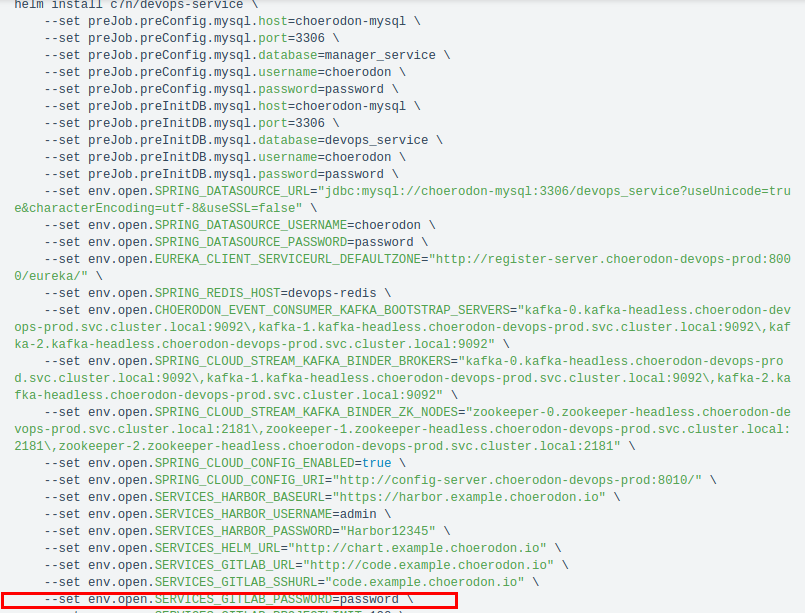 helm install c7n/devops-service \
    --set preJob.preConfig.mysql.host=choerodon-mysql \
    --set preJob.preConfig.mysql.port=3306 \
    --set preJob.preConfig.mysql.database=manager_service \
    --set preJob.preConfig.mysql.username=choerodon \
    --set preJob.preConfig.mysql.password=password \
    --set preJob.preInitDB.mysql.host=choerodon-mysql \
    --set preJob.preInitDB.mysql.port=3306 \
    --set preJob.preInitDB.mysql.database=devops_service \
    --set preJob.preInitDB.mysql.username=choerodon \
    --set preJob.preInitDB.mysql.password=password \
    --set env.open.SPRING_DATASOURCE_URL="jdbc:mysql://choerodon-mysql:3306/devops_service?useUnicode=tru
e&characterEncoding=utf-8&useSSL=false" \
    --set env.open.SPRING_DATASOURCE_USERNAME=choerodon \
    --set env.open.SPRING_DATASOURCE_PASSWORD=password \
    --set env.open.EUREKA_CLIENT_SERVICEURL_DEFAULTZONE="http://register-server.choerodon-devops-prod:800
0/eureka/" \
    --set env.open.SPRING_REDIS_HOST=devops-redis \
    --set env.open.CHOERODON_EVENT_CONSUMER_KAFKA_BOOTSTRAP_SERVERS="kafka-0.kafka-headless.choerodon-dev
ops-prod.svc.cluster.local:9092\,kafka-1.kafka-headless.choerodon-devops-prod.svc.cluster.local:9092\,kaf
ka-2.kafka-headless.choerodon-devops-prod.svc.cluster.local:9092" \
    --set env.open.SPRING_CLOUD_STREAM_KAFKA_BINDER_BROKERS="kafka-0.kafka-headless.choerodon-devops-pro
d.svc.cluster.local:9092\,kafka-1.kafka-headless.choerodon-devops-prod.svc.cluster.local:9092\,kafka-2.ka
fka-headless.choerodon-devops-prod.svc.cluster.local:9092" \
    --set env.open.SPRING_CLOUD_STREAM_KAFKA_BINDER_ZK_NODES="zookeeper-0.zookeeper-headless.choerodon-de
vops-prod.svc.cluster.local:2181\,zookeeper-1.zookeeper-headless.choerodon-devops-prod.svc.cluster.local:
2181\,zookeeper-2.zookeeper-headless.choerodon-devops-prod.svc.cluster.local:2181" \
    --set env.open.SPRING_CLOUD_CONFIG_ENABLED=true \
    --set env.open.SPRING_CLOUD_CONFIG_URI="http://config-server.choerodon-devops-prod:8010/" \
    --set env.open.SERVICES_HARBOR_BASEURL="https://harbor.example.choerodon.io" \
    --set env.open.SERVICES_HARBOR_USERNAME=admin \
    --set env.open.SERVICES_HARBOR_PASSWORD="Harbor12345" \
    --set env.open.SERVICES_HELM_URL="http://chart.example.choerodon.io" \
    --set env.open.SERVICES_GITLAB_URL="http://code.example.choerodon.io" \
    --set env.open.SERVICES_GITLAB_SSHURL="code.example.choerodon.io" \
    --set env.open.SERVICES_GITLAB_PASSWORD=password \